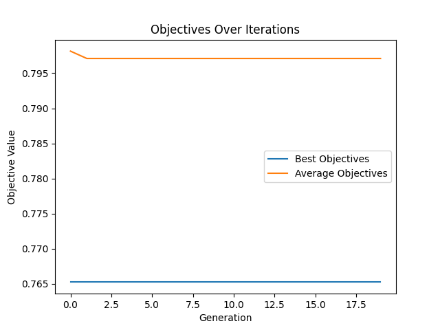 Objectives Over Iterations
0.795
0.790
0.785
0.780
0.775
0.770
0.765
Objective Value
Best Objectives
Average Objectives
0.0 2.5 5.0 7.5 10.0 12.5 15.0 17.5
Generation